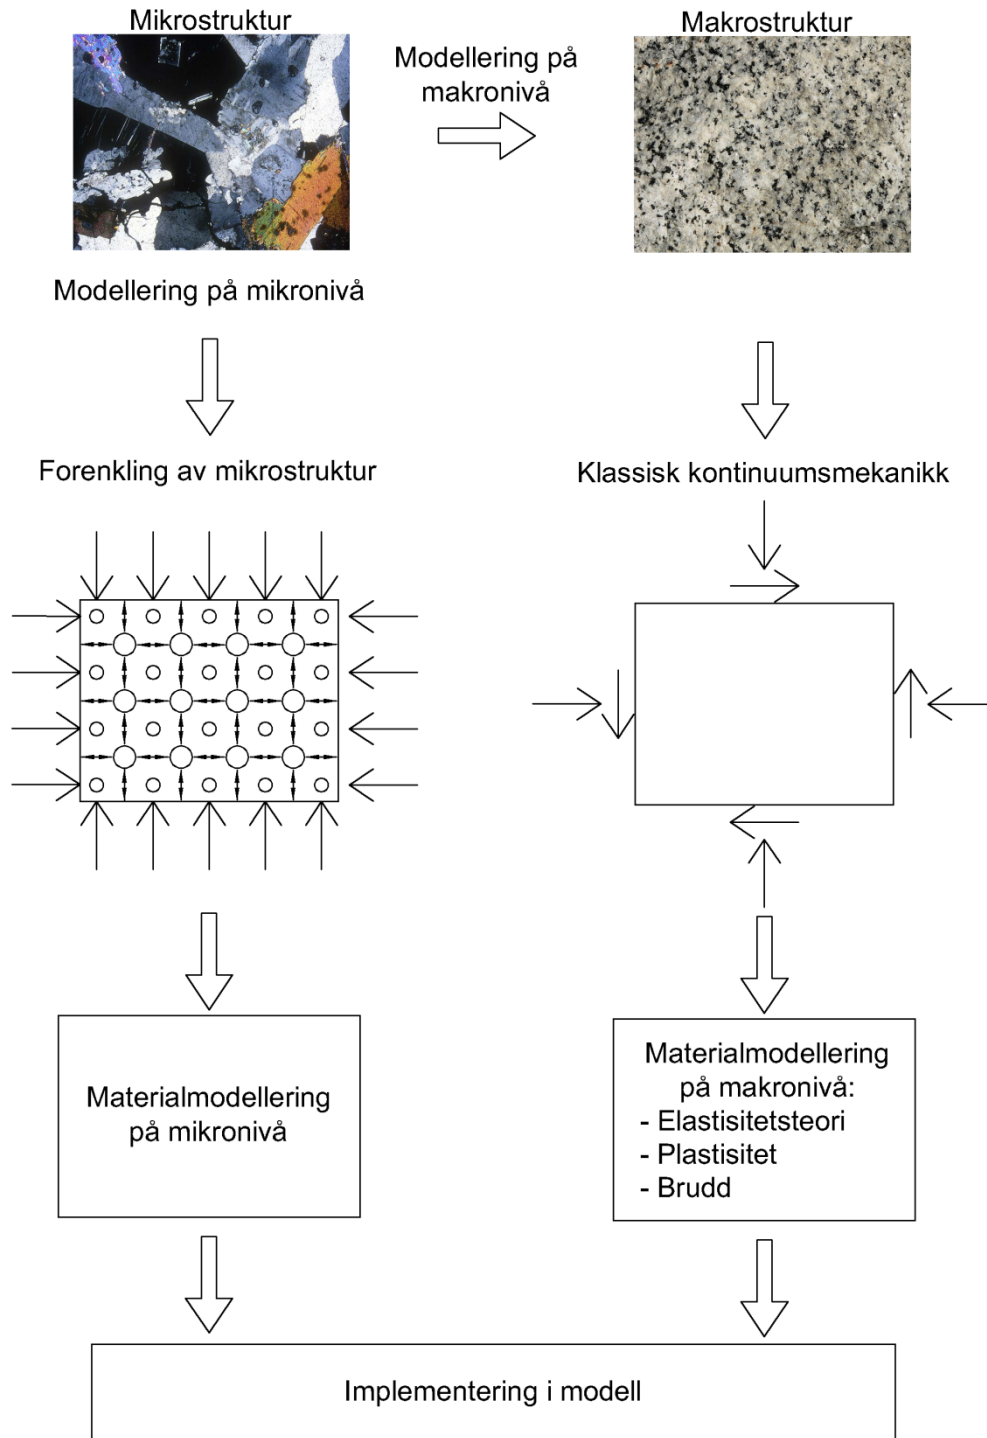 Mikrostruktur
Makrostruktur
Modellering på
makronivå
Modellering på mikronivå
Forenkling av mikrostruktur
Klassisk kontinuumsmekanikk
Materialmodellering
på mikronivå
Materialmodellering
på makronivå:
- Elastisitetsteori
- Plastisitet
- Brudd
Implementering i modell